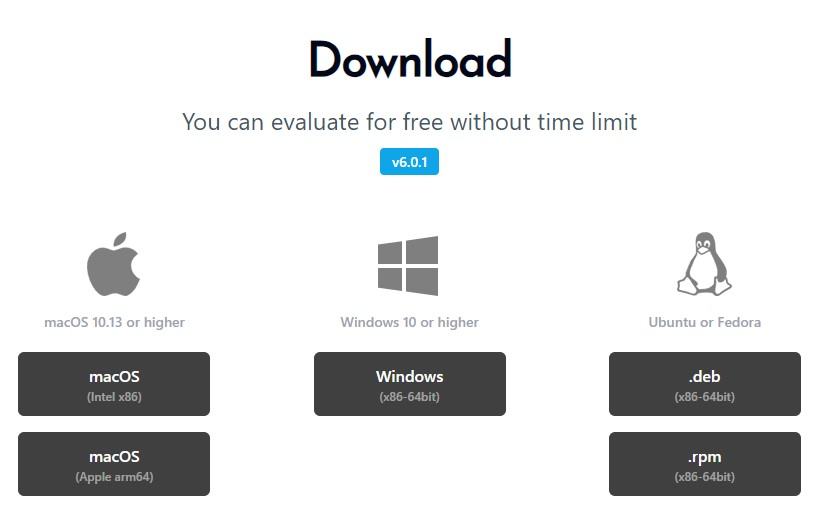 Download
You can evaluate for free without time limit
v6.0.1
macOS 10.13 or higher
macOS
(Intel x86)
macOS
(Apple arm64)
Windows 10 or higher
Windows
(x86-64bit)
Ubuntu or Fedora
.deb
(x86-64bit)
.rpm
(x86-64bit)